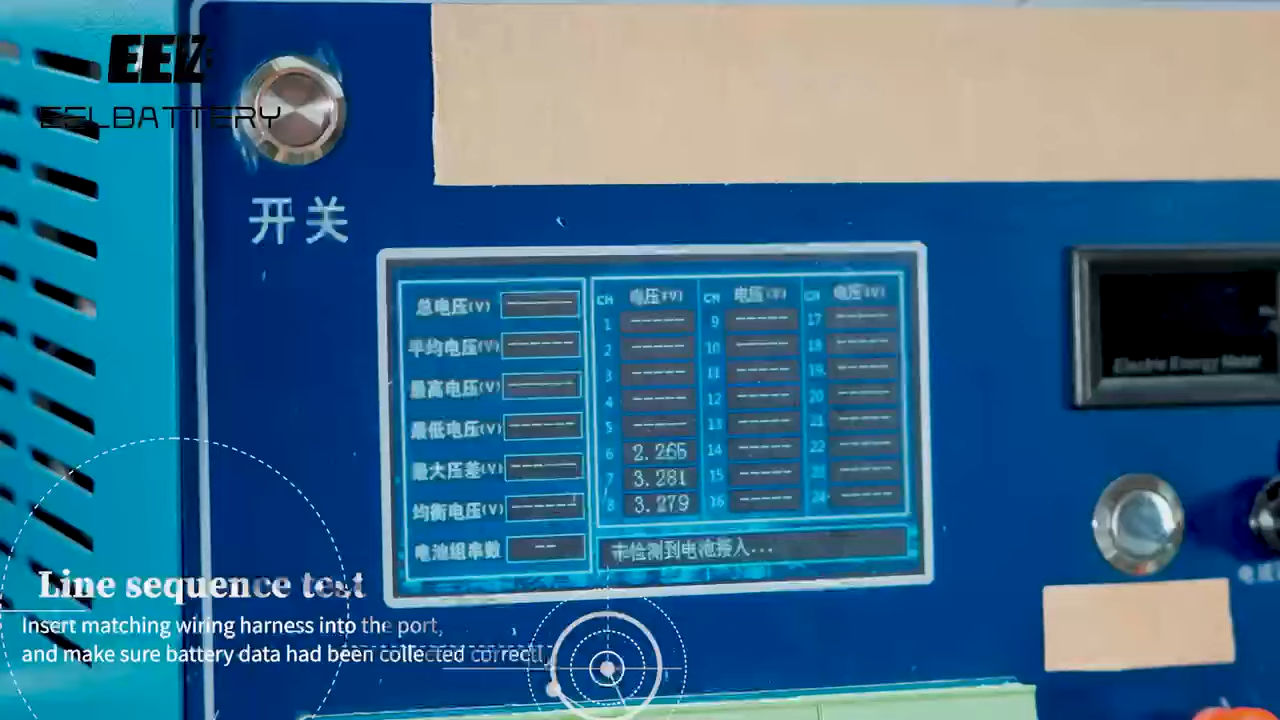 EEL
EELBATTERY
开关
总电压(V) ------
平均电压(V) ------
最高电压(V) ------
最低电压(V) ------
最大压差(V) ------
均衡电压(V) ------
电池组串数 --
CH 电压(V) CH 电压(V) CH 电压(V)
1 ----- 9 ----- 17 -----
2 ----- 10 ----- 18 -----
3 ----- 11 ----- 19 -----
4 ----- 12 ----- 20 -----
5 ----- 13 ----- 21 -----
6 2.265 14 ----- 22 -----
7 3.281 15 ----- 23 -----
8 3.279 16 ----- 24 -----
未检测到电池接入...
Electric Energy Meter
Line sequence test
Insert matching wiring harness into the port,
and make sure battery data had been collected correctl